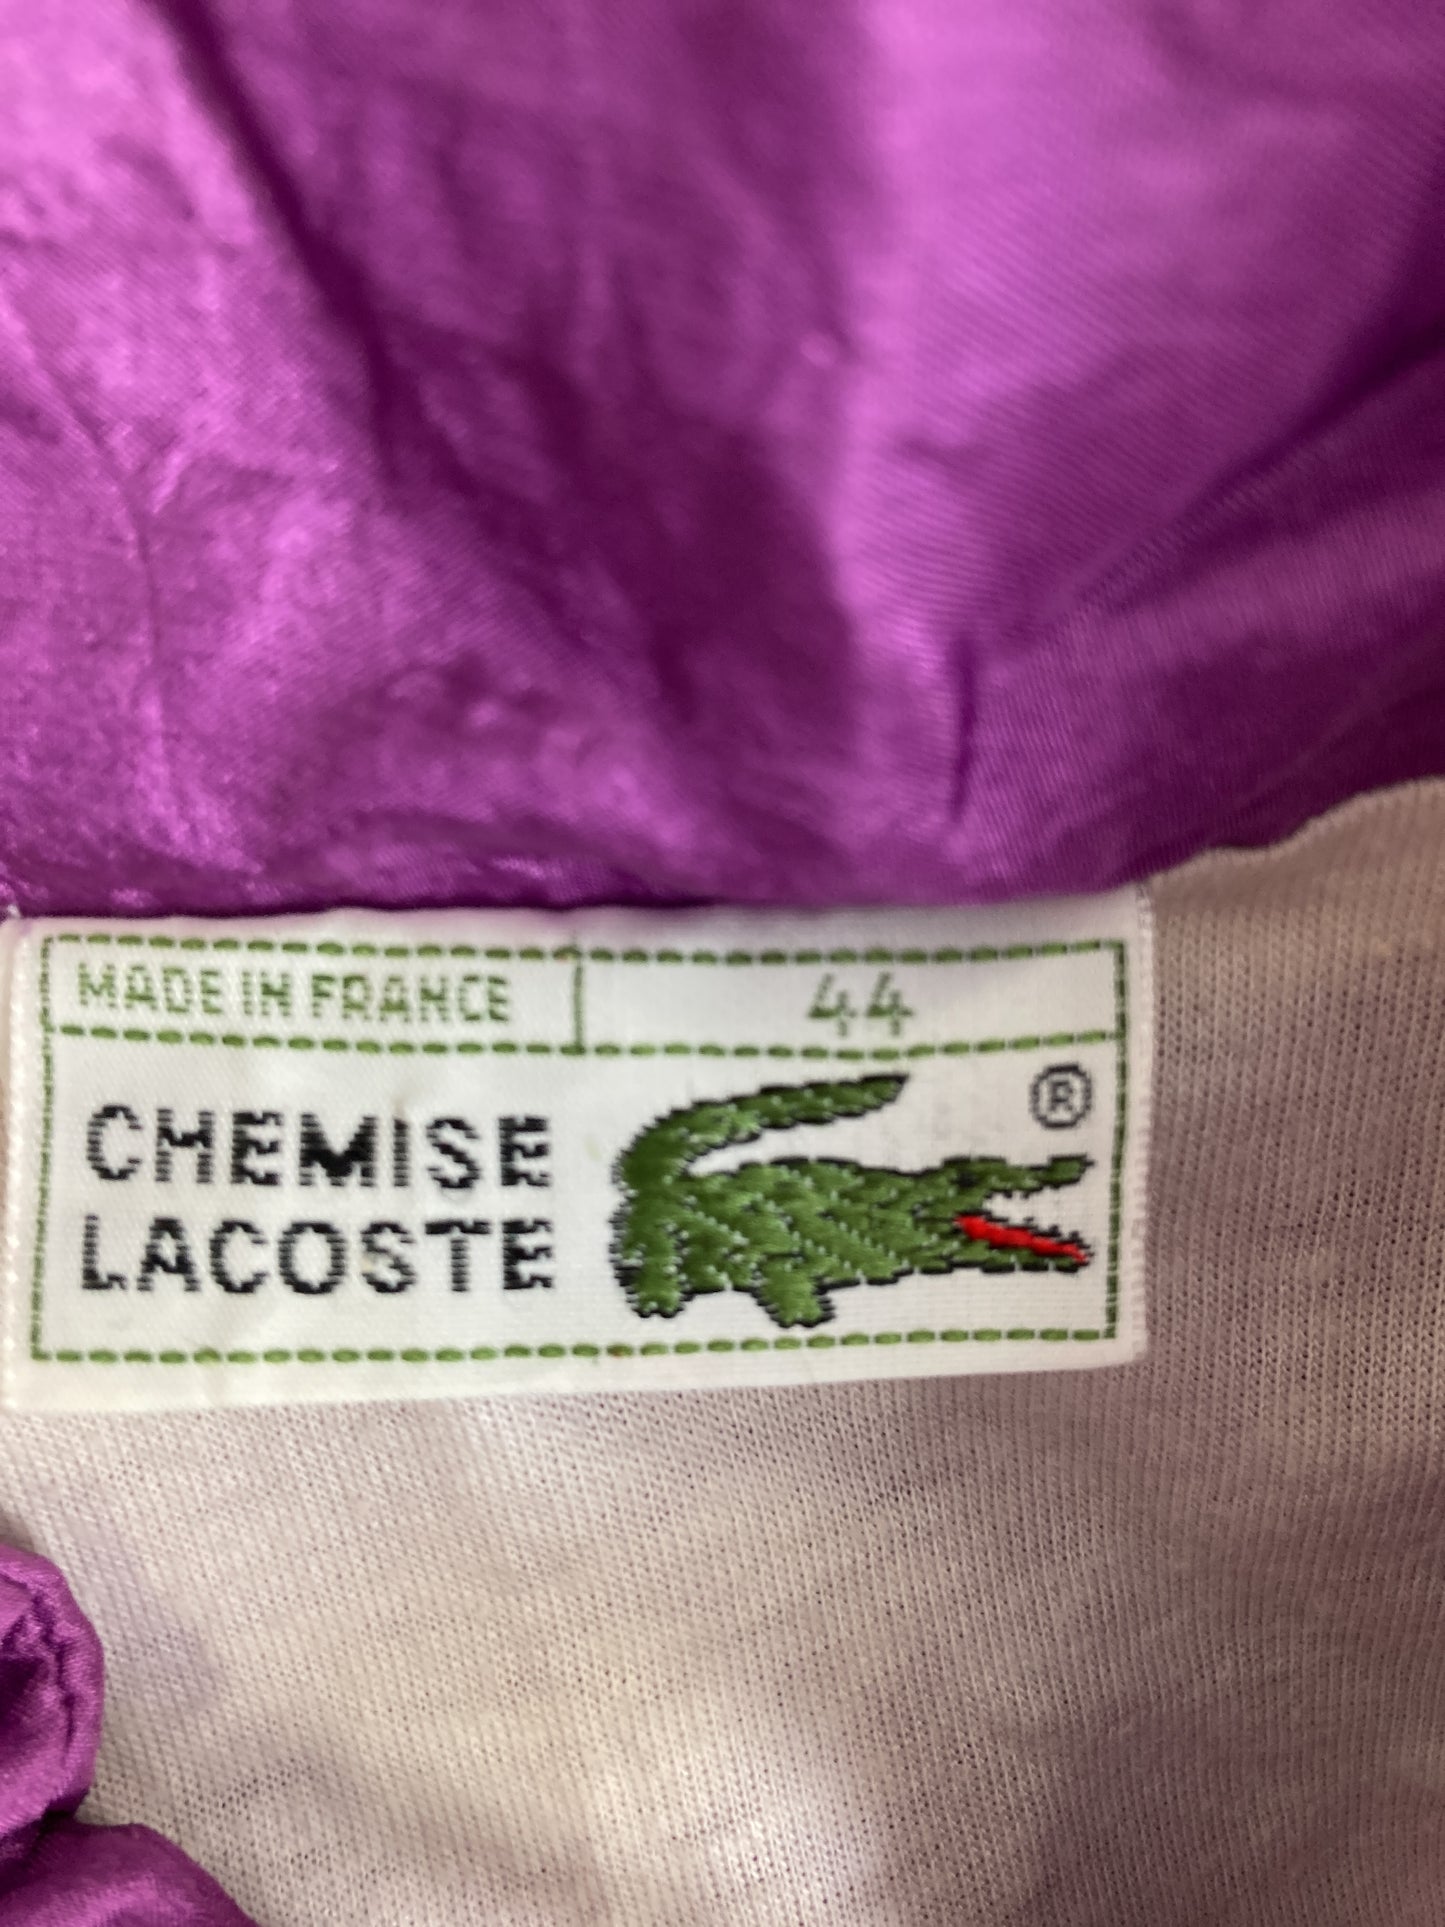 MADE IN FRANCE 44
CHEMISE
LACOSTE
®